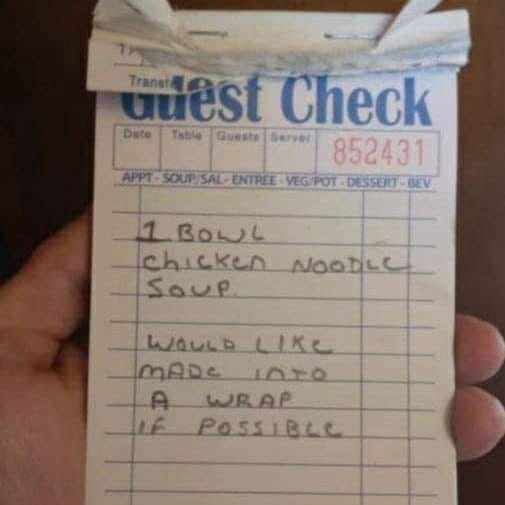 Transfe
Guest Check
Date Table Guests Server
852431
APPT - SOUP/SAL - ENTREE - VEG/POT - DESSERT - BEV
1 BOWL
chicken NOODLE
SOUP.
WOULD LIKE
MADE INTO
A WRAP
IF POSSIBLE